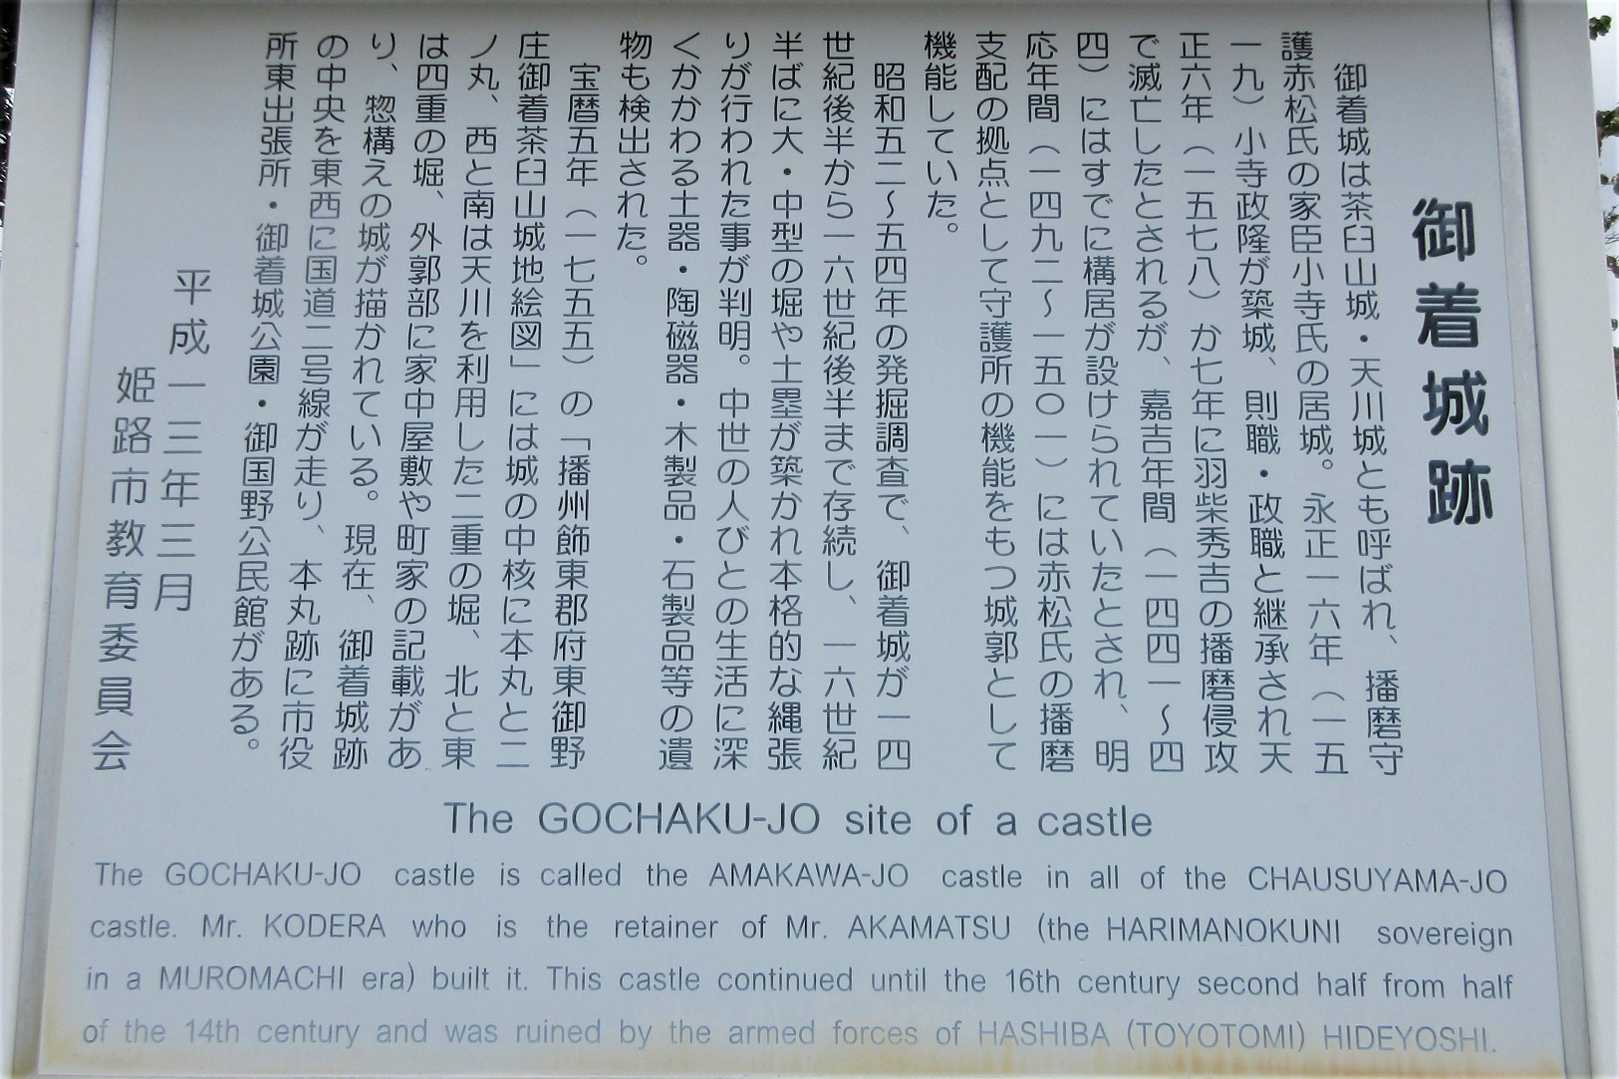 御着城跡
御着城は茶臼山城・天川城とも呼ばれ、播磨守
護赤松氏の家臣小寺氏の居城。永正一六年（一五
一九）小寺政隆が築城、則職・政職と継承され天
正六年（一五七八）か七年に羽柴秀吉の播磨侵攻
で滅亡したとされるが、嘉吉年間（一四四一～四
四）にはすでに構居が設けられていたとされ、明
応年間（一四九二～一五〇一）には赤松氏の播磨
支配の拠点として守護所の機能をもつ城郭として
機能していた。
昭和五二～五四年の発掘調査で、御着城が一四
世紀後半から一六世紀後半まで存続し、一六世紀
半ばに大・中型の堀や土塁が築かれ本格的な縄張
りが行われた事が判明。中世の人びとの生活に深
くかかわる土器・陶磁器・木製品・石製品等の遺
物も検出された。
宝暦五年（一七五五）の「播州飾東郡府東御野
庄御着茶臼山城地絵図」には城の中核に本丸と二
ノ丸、西と南は天川を利用した二重の堀、北と東
は四重の堀、外郭部に家中屋敷や町家の記載があ
り、惣構えの城が描かれている。現在、御着城跡
の中央を東西に国道二号線が走り、本丸跡に市役
所東出張所・御着城公園・御国野公民館がある。
平成一三年三月
姫路市教育委員会
The GOCHAKU-JO site of a castle
The GOCHAKU-JO castle is called the AMAKAWA-JO castle in all of the CHAUSUYAMA-JO
castle. Mr. KODERA who is the retainer of Mr. AKAMATSU (the HARIMANOKUNI sovereign
in a MUROMACHI era) built it. This castle continued until the 16th century second half from half
of the 14th century and was ruined by the armed forces of HASHIBA (TOYOTOMI) HIDEYOSHI.